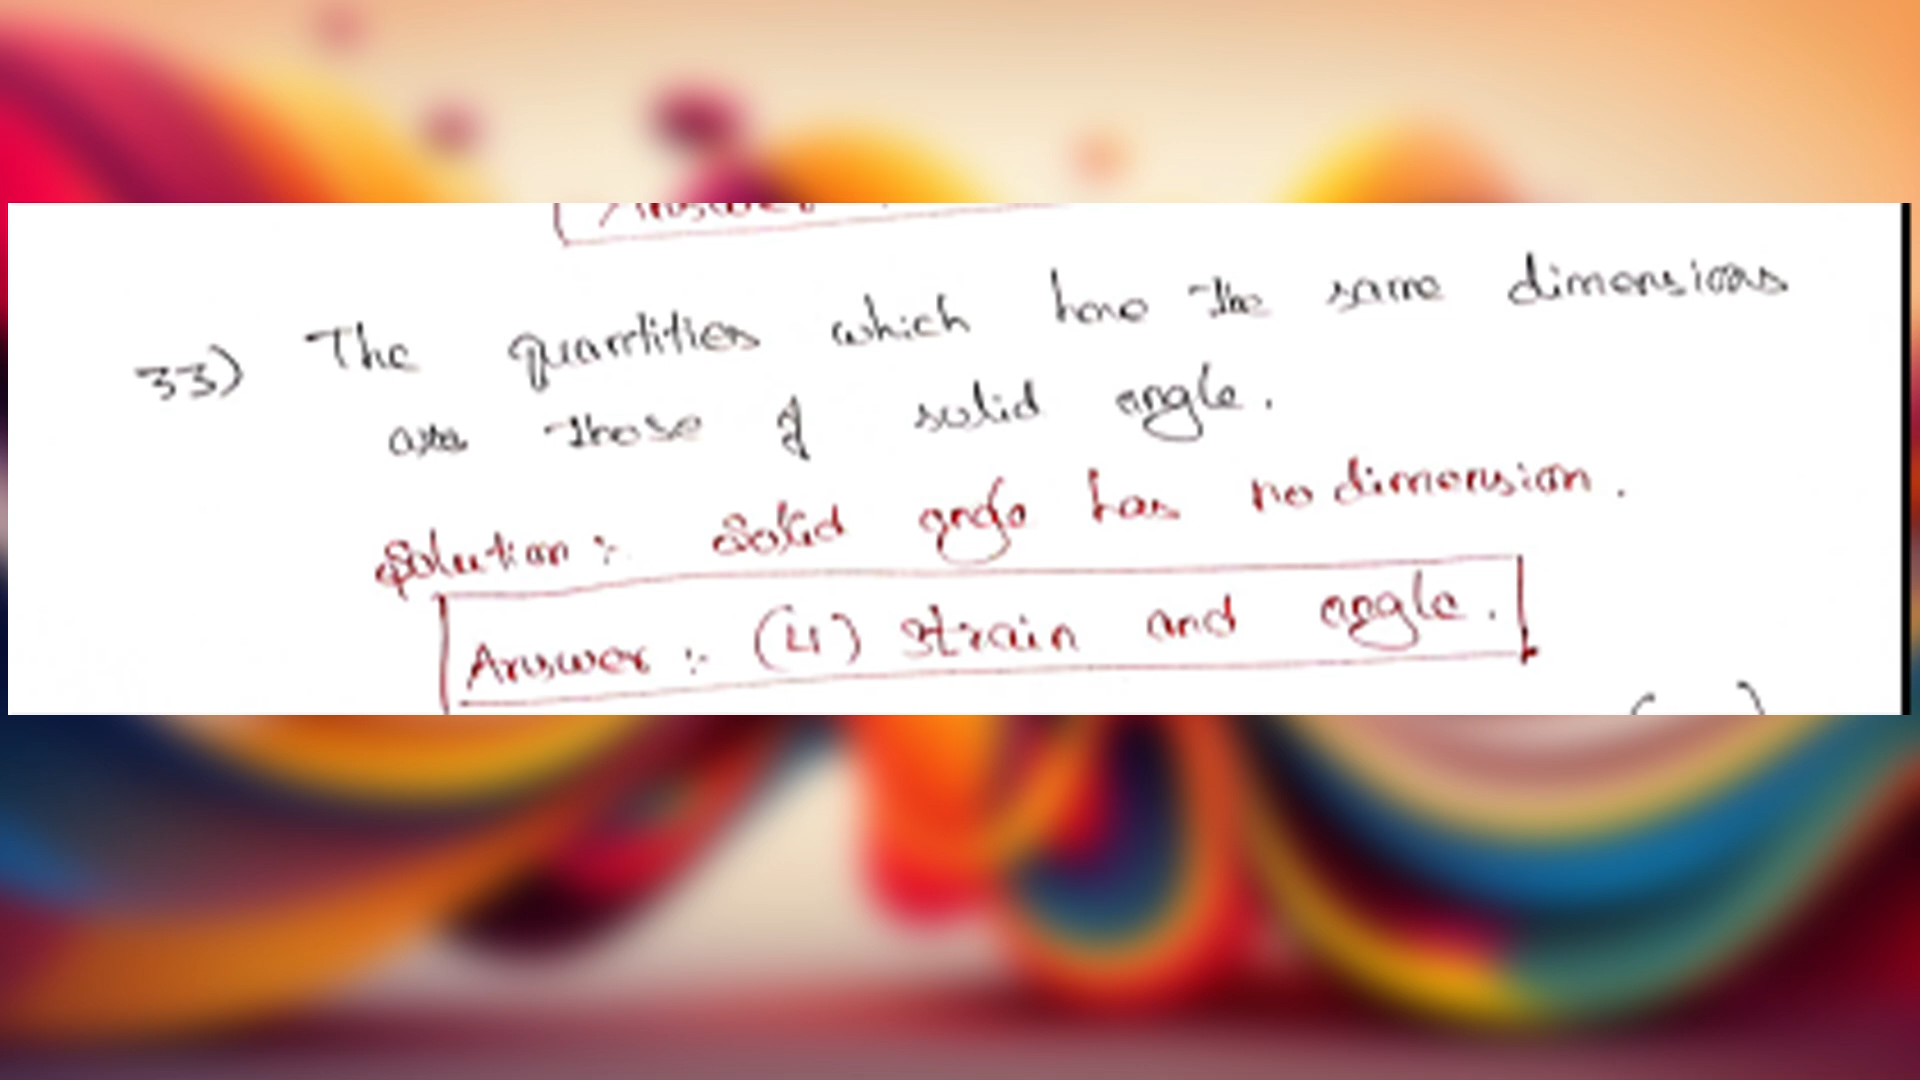 33) The quantities which have the same dimensions
are those of solid angle.
Solution :- Solid angle has no dimension.
Answer :- (4) strain and angle.